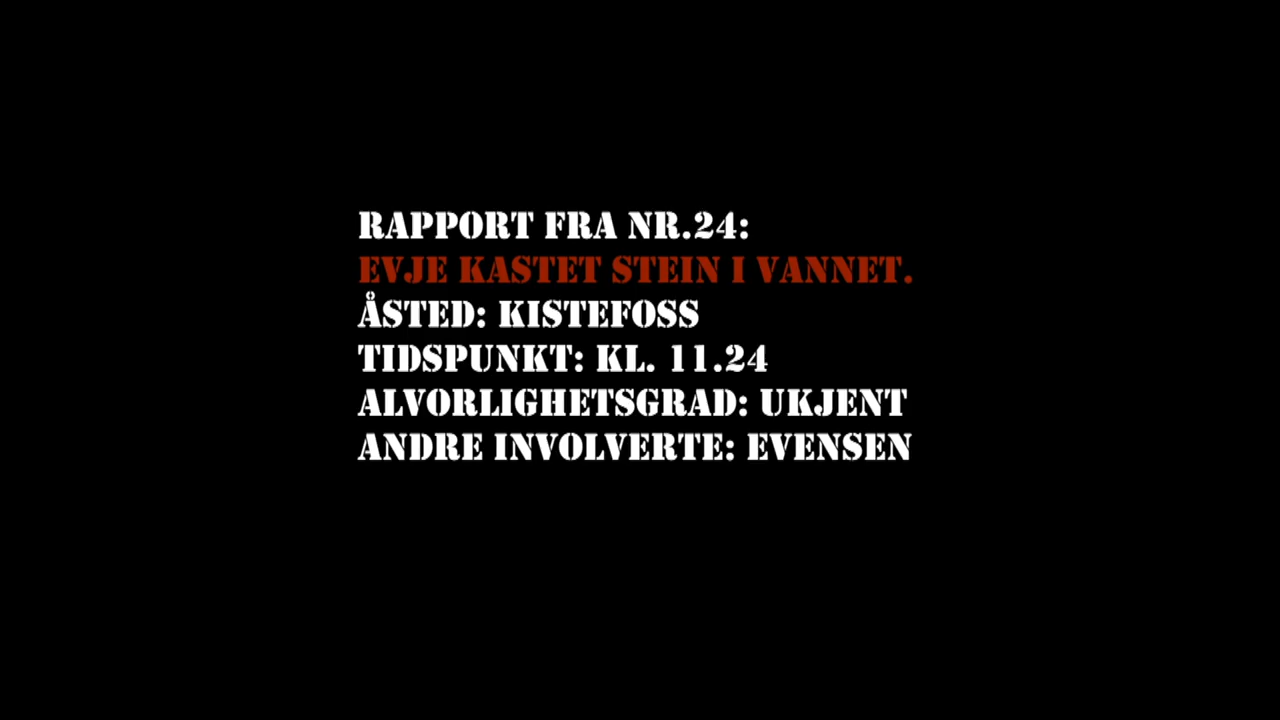 RAPPORT FRA NR.24:
EVJE KASTET STEIN I VANNET.
ÅSTED: KISTEFOSS
TIDSPUNKT: KL. 11.24
ALVORLIGHETSGRAD: UKJENT
ANDRE INVOLVERTE: EVENSEN